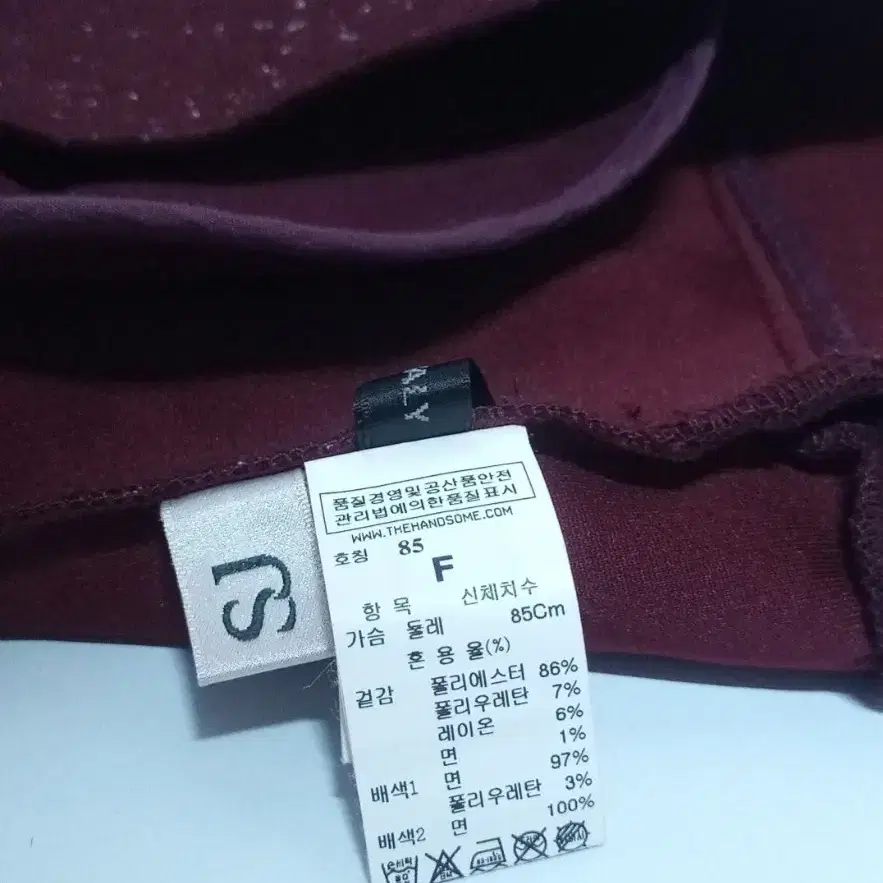 ALY
SJ
품질경영및공산품안전
관리법에의한품질표시
WWW.THEHANDSOME.COM
호칭 85
F
항 목 신체치수
가슴 둘레 85Cm
혼 용 율(%)
겉감 폴리에스터 86%
폴리우레탄 7%
레이온 6%
면 1%
배색1 면 97%
폴리우레탄 3%
배색2 면 100%